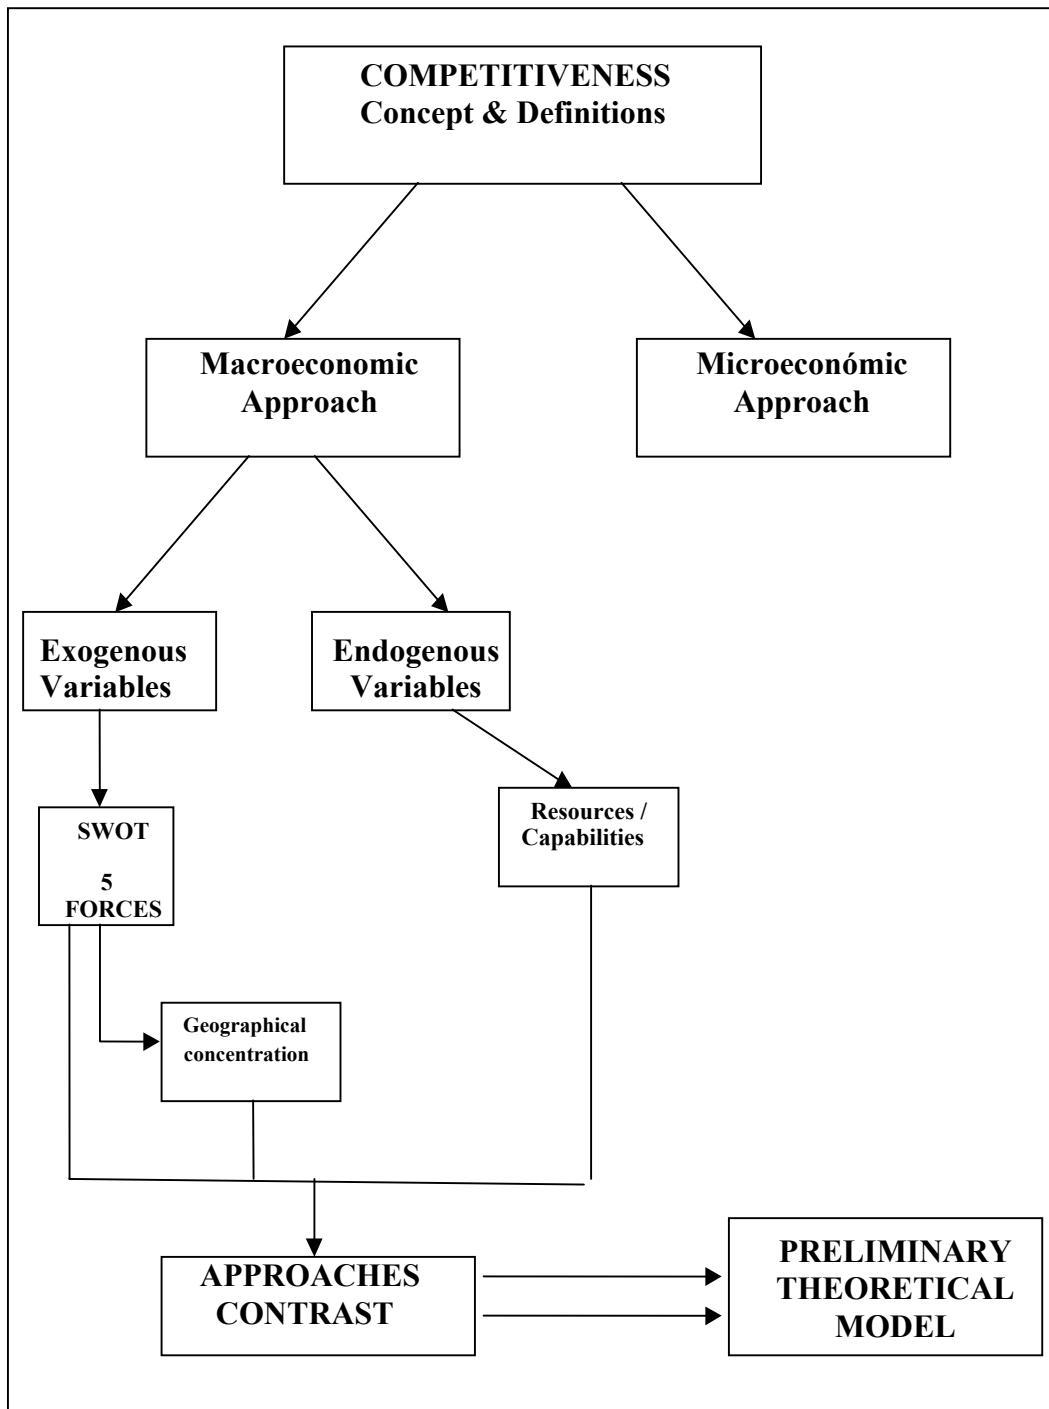 COMPETITIVENESS
Concept & Definitions
Macroeconomic
Approach
Microeconómic
Approach
Exogenous
Variables
Endogenous
Variables
SWOT
5
FORCES
Resources /
Capabilities
Geographical
concentration
APPROACHES
CONTRAST
PRELIMINARY
THEORETICAL
MODEL